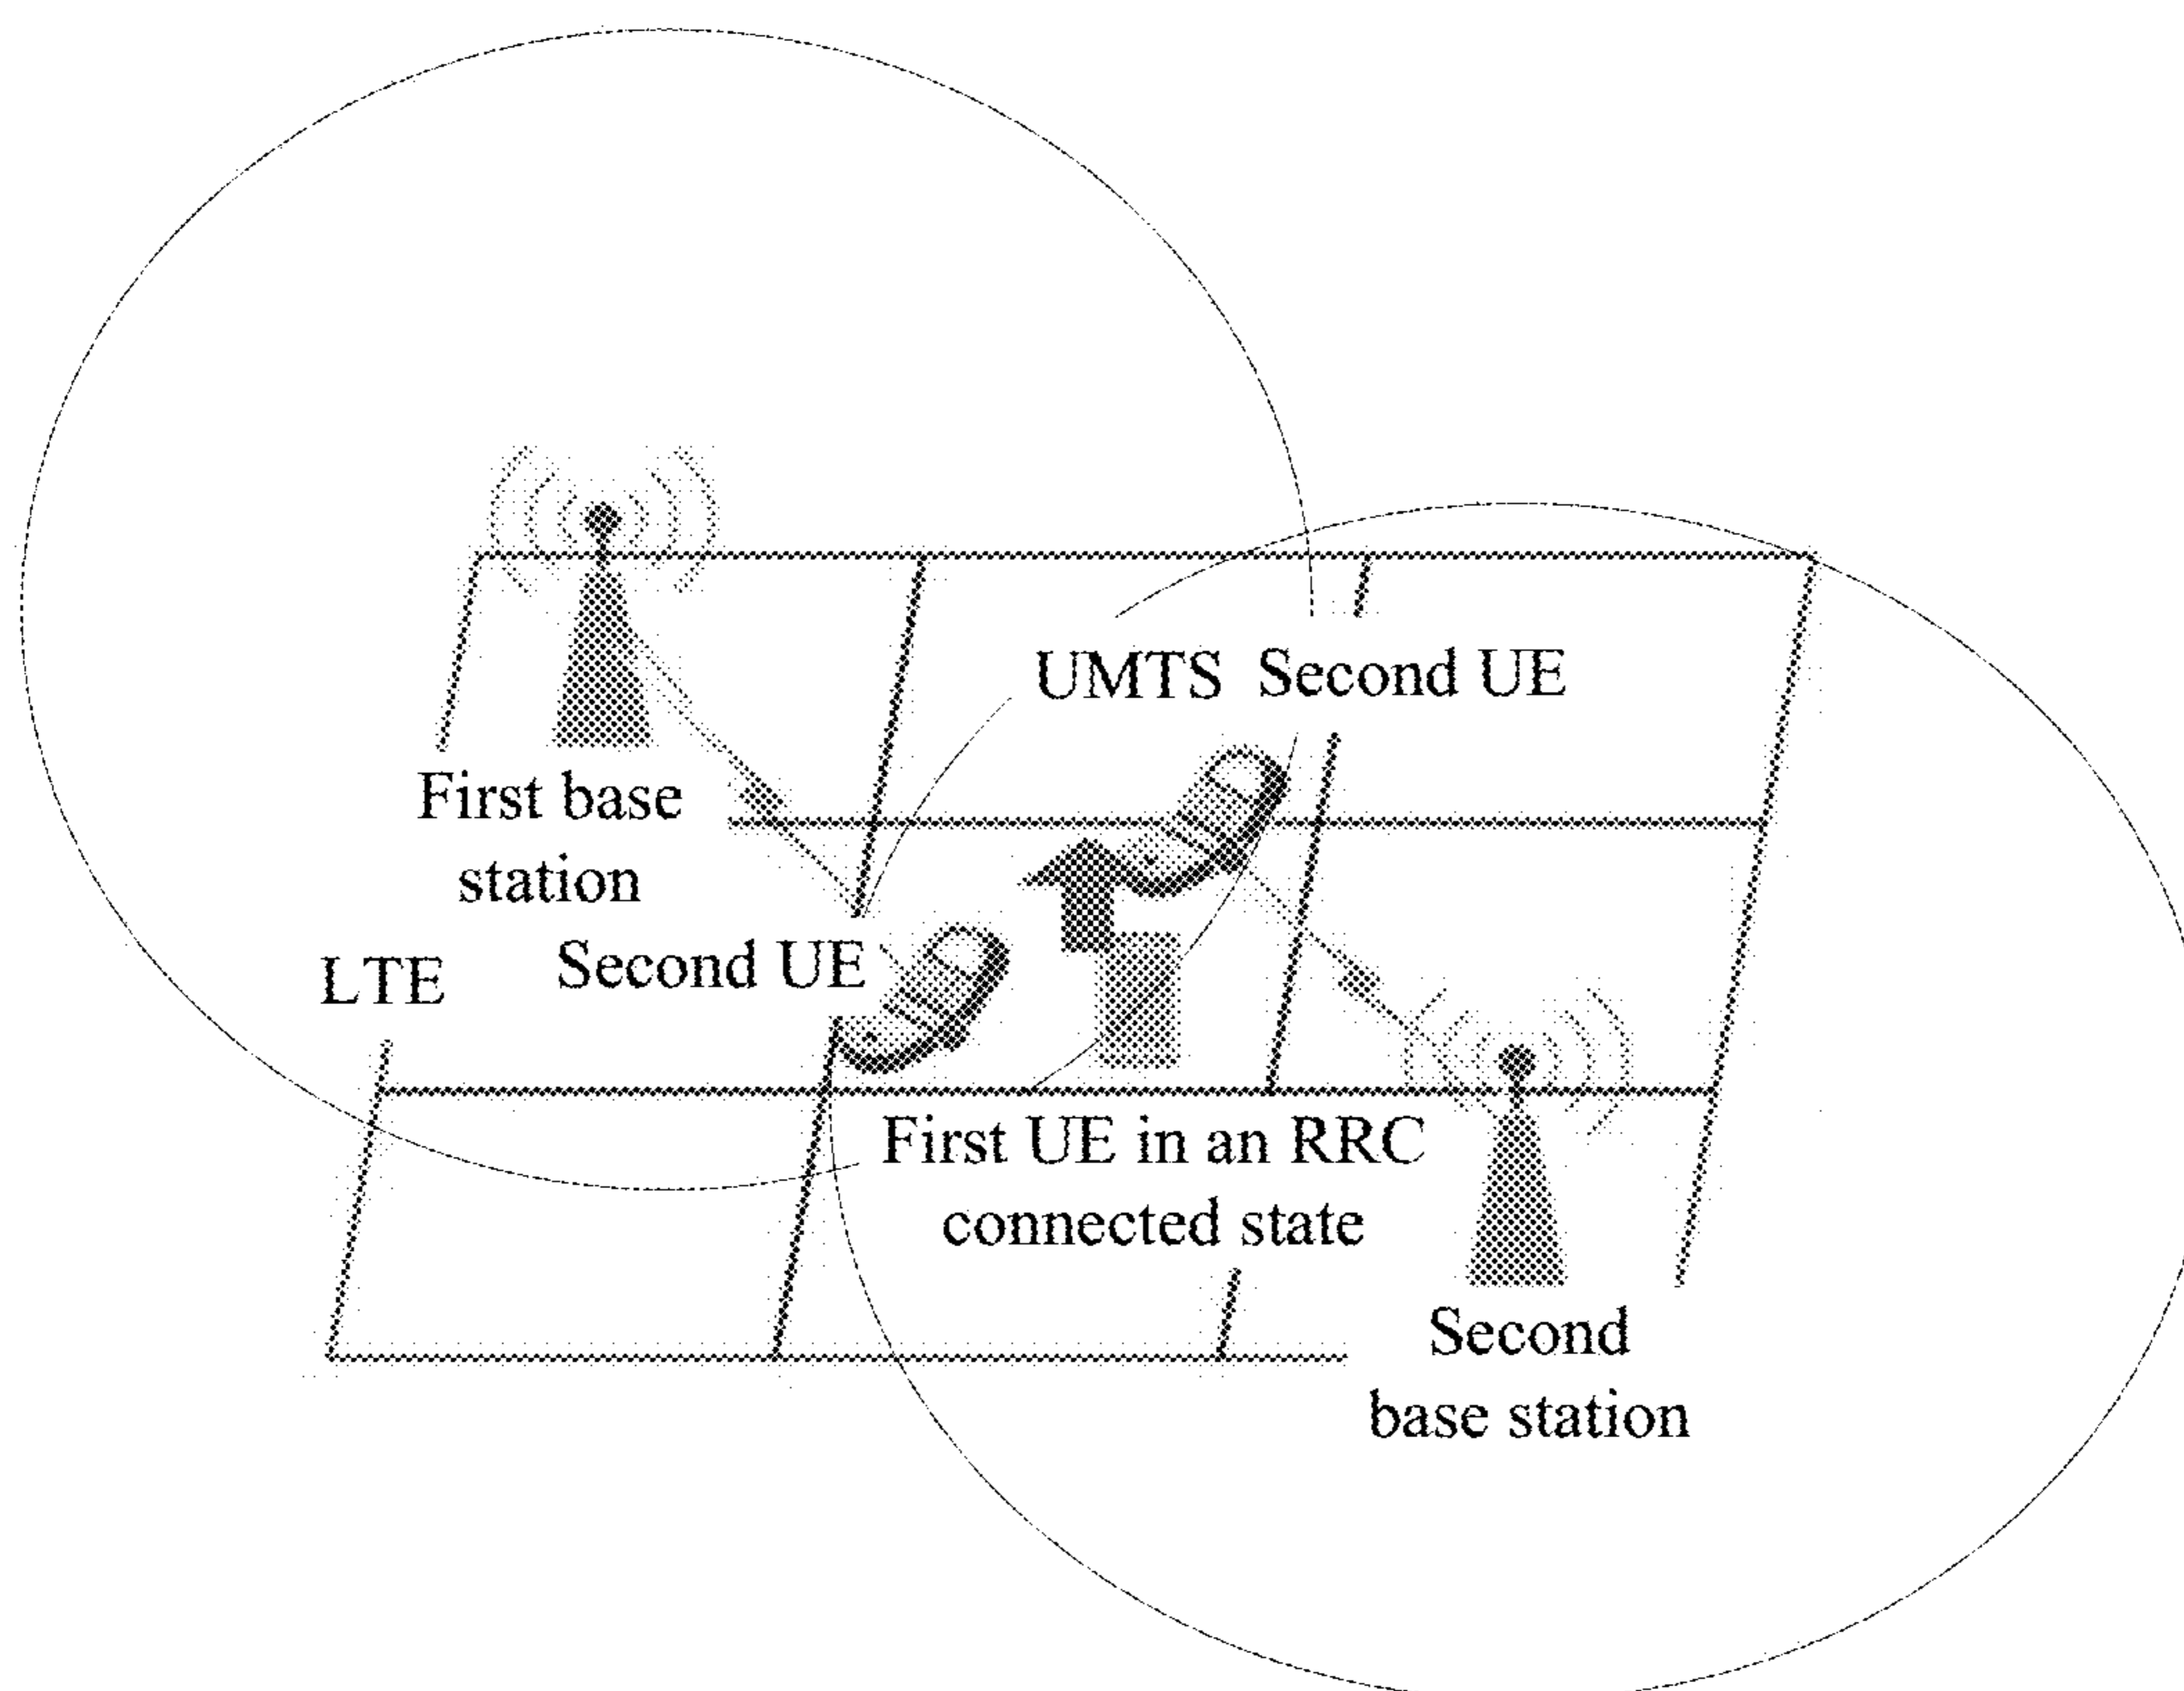 UMTS Second UE
First base
station
LTE
Second UE
First UE in an RRC
connected state
Second
base station